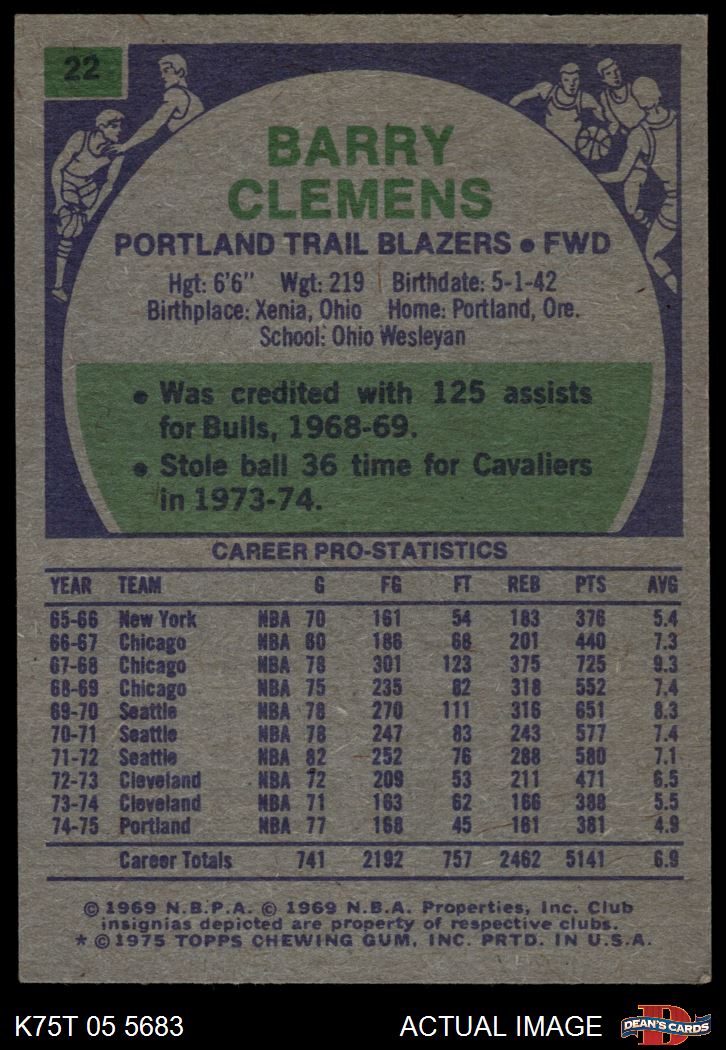 22
BARRY
CLEMENS
PORTLAND TRAIL BLAZERS • FWD
Hgt: 6'6" Wgt: 219 Birthdate: 5-1-42
Birthplace: Xenia, Ohio Home: Portland, Ore.
School: Ohio Wesleyan
• Was credited with 125 assists
for Bulls, 1968-69.
• Stole ball 36 time for Cavaliers
in 1973-74.
CAREER PRO-STATISTICS
YEAR TEAM G FG FT REB PTS AVG
65-66 New York NBA 70 161 54 183 376 5.4
66-67 Chicago NBA 60 186 68 201 440 7.3
67-68 Chicago NBA 78 301 123 375 725 9.3
68-69 Chicago NBA 75 235 82 318 552 7.4
69-70 Seattle NBA 78 270 111 316 651 8.3
70-71 Seattle NBA 78 247 83 243 577 7.4
71-72 Seattle NBA 82 252 76 288 580 7.1
72-73 Cleveland NBA 72 209 53 211 471 6.5
73-74 Cleveland NBA 71 163 62 166 388 5.5
74-75 Portland NBA 77 168 45 161 381 4.9
Career Totals 741 2192 757 2462 5141 6.9
© 1969 N.B.P.A. © 1969 N.B.A. Properties, Inc. Club
insignias depicted are property of respective clubs.
* © 1975 TOPPS CHEWING GUM, INC. PRTD. IN U.S.A.
K75T 05 5683 ACTUAL IMAGE D DEAN'S CARDS